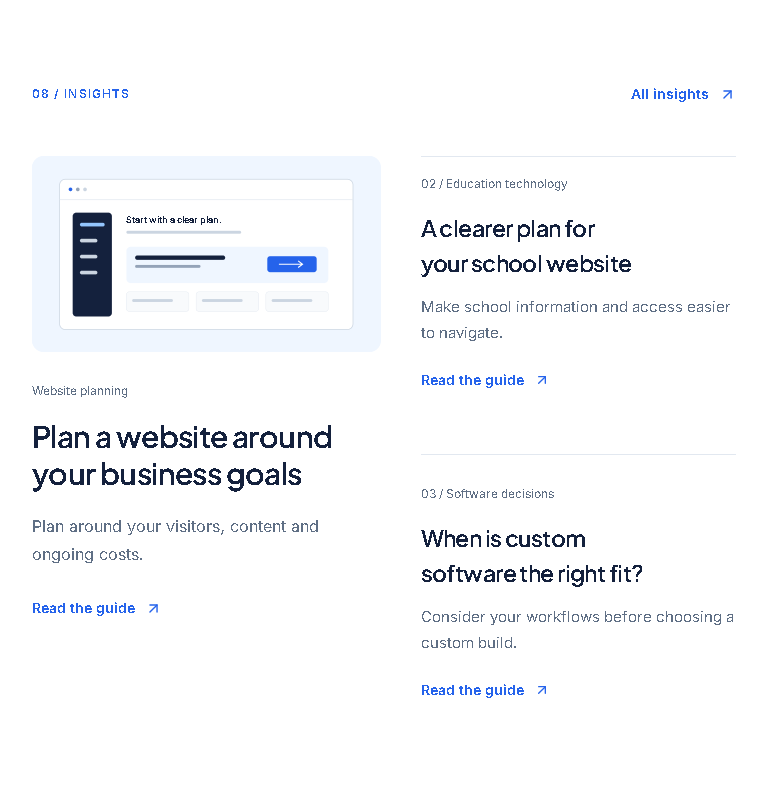 08 / INSIGHTS
All insights
Start with a clear plan.
Website planning
Plan a website around
your business goals
Plan around your visitors, content and
ongoing costs.
Read the guide
02 / Education technology
A clearer plan for
your school website
Make school information and access easier
to navigate.
Read the guide
03 / Software decisions
When is custom
software the right fit?
Consider your workflows before choosing a
custom build.
Read the guide